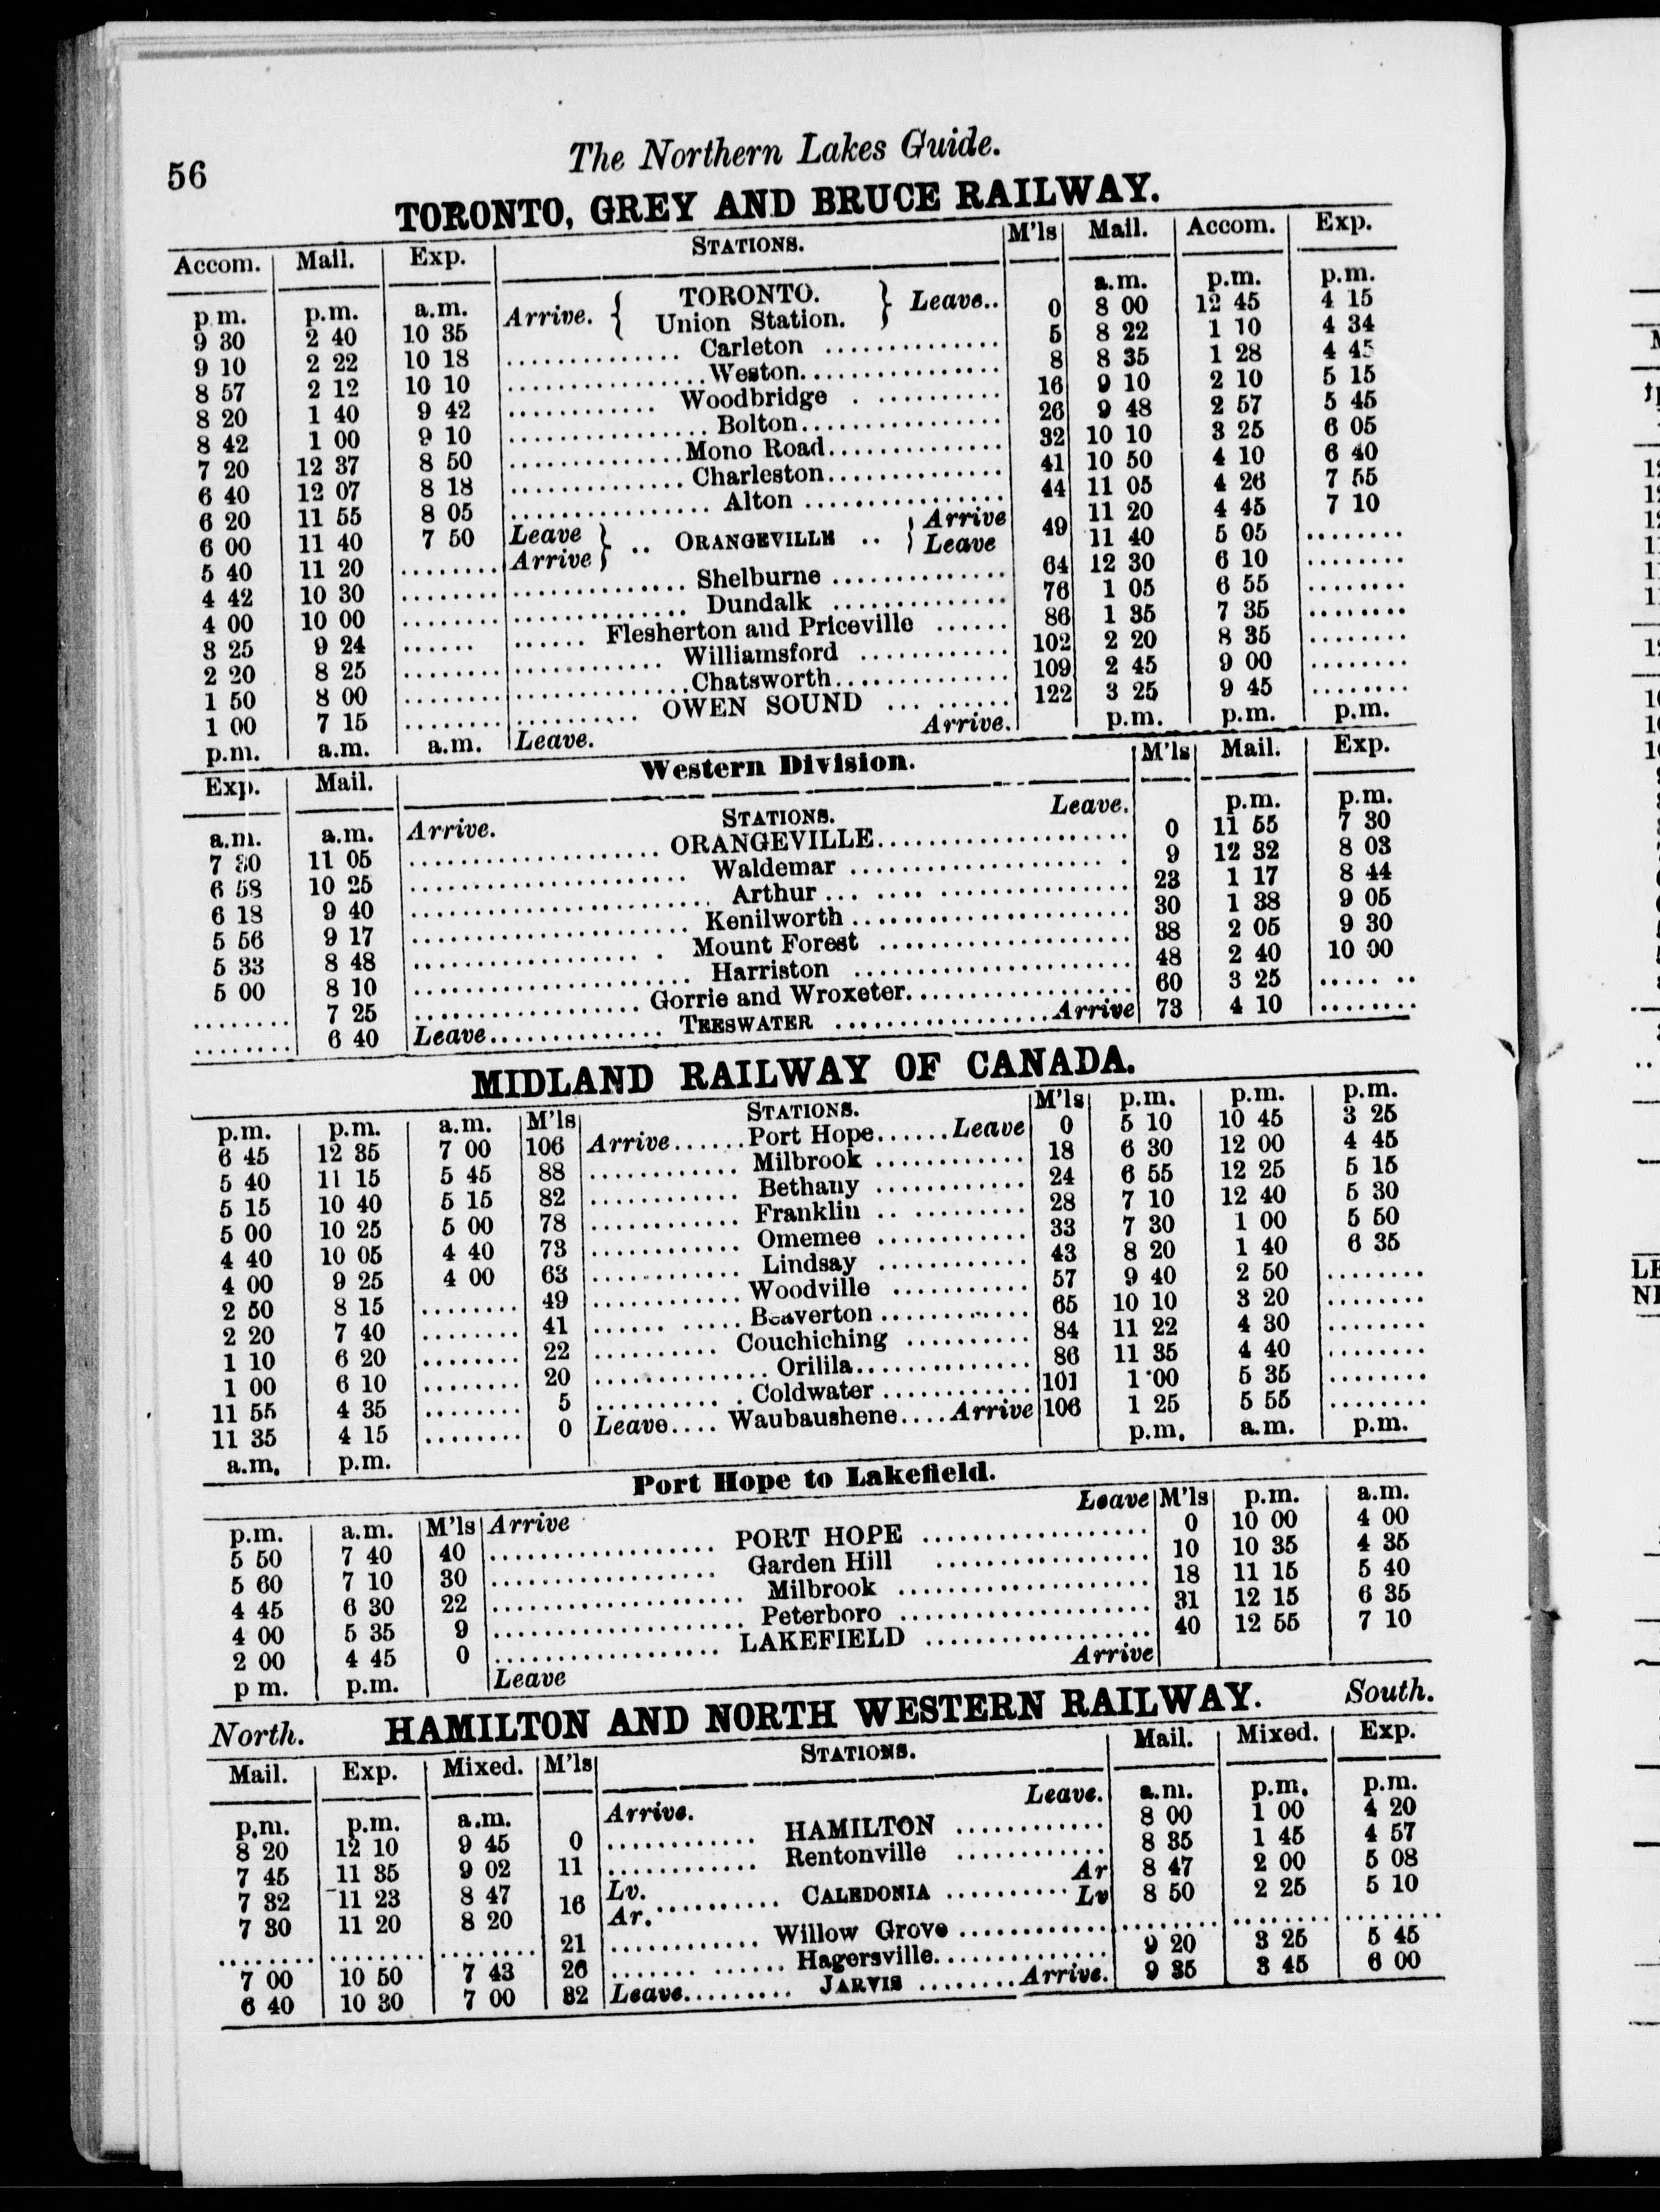 56
The Northern Lakes Guide.
TORONTO, GREY AND BRUCE RAILWAY.
Accom. Mail. Exp. STATIONS. M'ls Mail. Accom. Exp.
p.m. p.m. a.m. Arrive. { TORONTO. Union Station. } Leave.. a.m. p.m. p.m.
9 30 2 40 10 35 0 8 00 12 45 4 15
9 10 2 22 10 18 Carleton 5 8 22 1 10 4 34
8 57 2 12 10 10 Weston 8 8 35 1 28 4 45
8 20 1 40 9 42 Woodbridge 16 9 10 2 10 5 15
8 42 1 00 9 10 Bolton 26 9 48 2 57 5 45
7 20 12 37 8 50 Mono Road 32 10 10 3 25 6 05
6 40 12 07 8 18 Charleston 41 10 50 4 10 6 40
6 20 11 55 8 05 Alton 44 11 05 4 26 7 55
6 00 11 40 7 50 Leave } .. ORANGEVILLE .. } Arrive 49 11 20 4 45 7 10
5 40 11 20 ........ Arrive } Leave 11 40 5 05 ........
4 42 10 30 ........ Shelburne 64 12 30 6 10 ........
4 00 10 00 ........ Dundalk 76 1 05 6 55 ........
3 25 9 24 ...... Flesherton and Priceville 86 1 35 7 35 ........
2 20 8 25 ........ Williamsford 102 2 20 8 35 ........
1 50 8 00 ........ Chatsworth 109 2 45 9 00 ........
1 00 7 15 ........ OWEN SOUND 122 3 25 9 45 ........
p.m. a.m. a.m. Leave. Arrive. p.m. p.m. p.m.
Exp. Mail. Western Division. M'ls Mail. Exp.
a.m. a.m. Arrive. STATIONS. Leave. p.m. p.m.
7 30 11 05 ORANGEVILLE 0 11 55 7 30
6 58 10 25 Waldemar 9 12 32 8 03
6 18 9 40 Arthur 23 1 17 8 44
5 56 9 17 Kenilworth 30 1 38 9 05
5 33 8 48 Mount Forest 38 2 05 9 30
5 00 8 10 Harriston 48 2 40 10 00
........ 7 25 Gorrie and Wroxeter 60 3 25 ........
........ 6 40 Leave TEESWATER Arrive 73 4 10 ........
MIDLAND RAILWAY OF CANADA.
p.m. p.m. a.m. M'ls STATIONS. M'ls p.m. p.m. p.m.
6 45 12 35 7 00 106 Arrive......Port Hope......Leave 0 5 10 10 45 3 25
5 40 11 15 5 45 88 Milbrook 18 6 30 12 00 4 45
5 15 10 40 5 15 82 Bethany 24 6 55 12 25 5 15
5 00 10 25 5 00 78 Franklin 28 7 10 12 40 5 30
4 40 10 05 4 40 73 Omemee 33 7 30 1 00 5 50
4 00 9 25 4 00 63 Lindsay 43 8 20 1 40 6 35
2 50 8 15 ........ 49 Woodville 57 9 40 2 50 ........
2 20 7 40 ........ 41 Beaverton 65 10 10 3 20 ........
1 10 6 20 ........ 22 Couchiching 84 11 22 4 30 ........
1 00 6 10 ........ 20 Orilila 86 11 35 4 40 ........
11 55 4 35 ........ 5 Coldwater 101 1 00 5 35 ........
11 35 4 15 ........ 0 Leave.... Waubaushene....Arrive 106 1 25 5 55 ........
a.m. p.m. p.m. a.m. p.m.
Port Hope to Lakefield.
p.m. a.m. M'ls Arrive Leave M'ls p.m. a.m.
5 50 7 40 40 PORT HOPE 0 10 00 4 00
5 60 7 10 30 Garden Hill 10 10 35 4 35
4 45 6 30 22 Milbrook 18 11 15 5 40
4 00 5 35 9 Peterboro 31 12 15 6 35
2 00 4 45 0 LAKEFIELD 40 12 55 7 10
p m. p.m. Leave Arrive
North. HAMILTON AND NORTH WESTERN RAILWAY. South.
Mail. Exp. Mixed. M'ls STATIONS. Mail. Mixed. Exp.
p.m. p.m. a.m. Arrive. Leave. a.m. p.m. p.m.
8 20 12 10 9 45 0 HAMILTON 8 00 1 00 4 20
7 45 11 35 9 02 11 Rentonville 8 35 1 45 4 57
7 32 11 23 8 47 16 Lv. CALEDONIA Ar 8 47 2 00 5 08
7 30 11 20 8 20 Ar. Lv 8 50 2 25 5 10
........ ........ ........ 21 Willow Grove ........ ........ ........
7 00 10 50 7 43 26 Hagersville 9 20 3 25 5 45
6 40 10 30 7 00 32 Leave JARVIS Arrive. 9 35 3 45 6 00